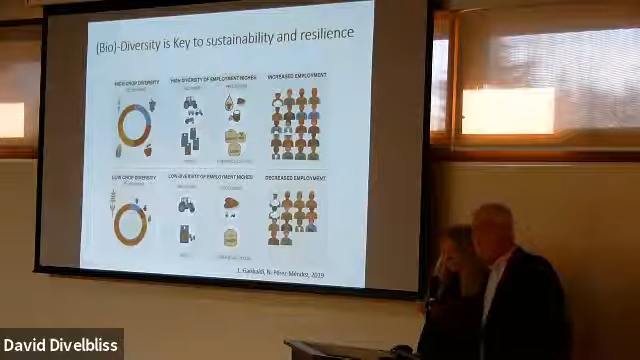 (Bio)-Diversity is Key to sustainability and resilience
HIGH CROP DIVERSITY
HIGH DIVERSITY OF EMPLOYMENT NICHES
INCREASED EMPLOYMENT
LOW CROP DIVERSITY
LOW DIVERSITY OF EMPLOYMENT NICHES
DECREASED EMPLOYMENT
L. Garibaldi, N. Pérez-Méndez, 2019
David Divelbliss